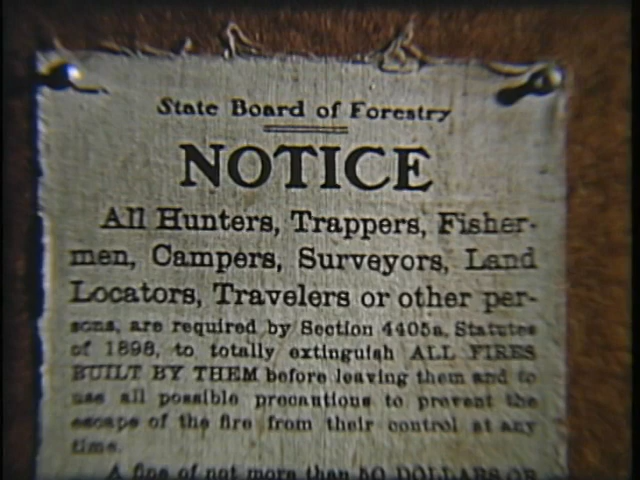 State Board of Forestry
NOTICE
All Hunters, Trappers, Fisher-
men, Campers, Surveyors, Land
Locators, Travelers or other per-
sons, are required by Section 4405a, Statutes
of 1898, to totally extinguish ALL FIRES
BUILT BY THEM before leaving them and to
use all possible precautions to prevent the
escape of the fire from their control at any
time.
A fine of not more than 50 DOLLARS OR